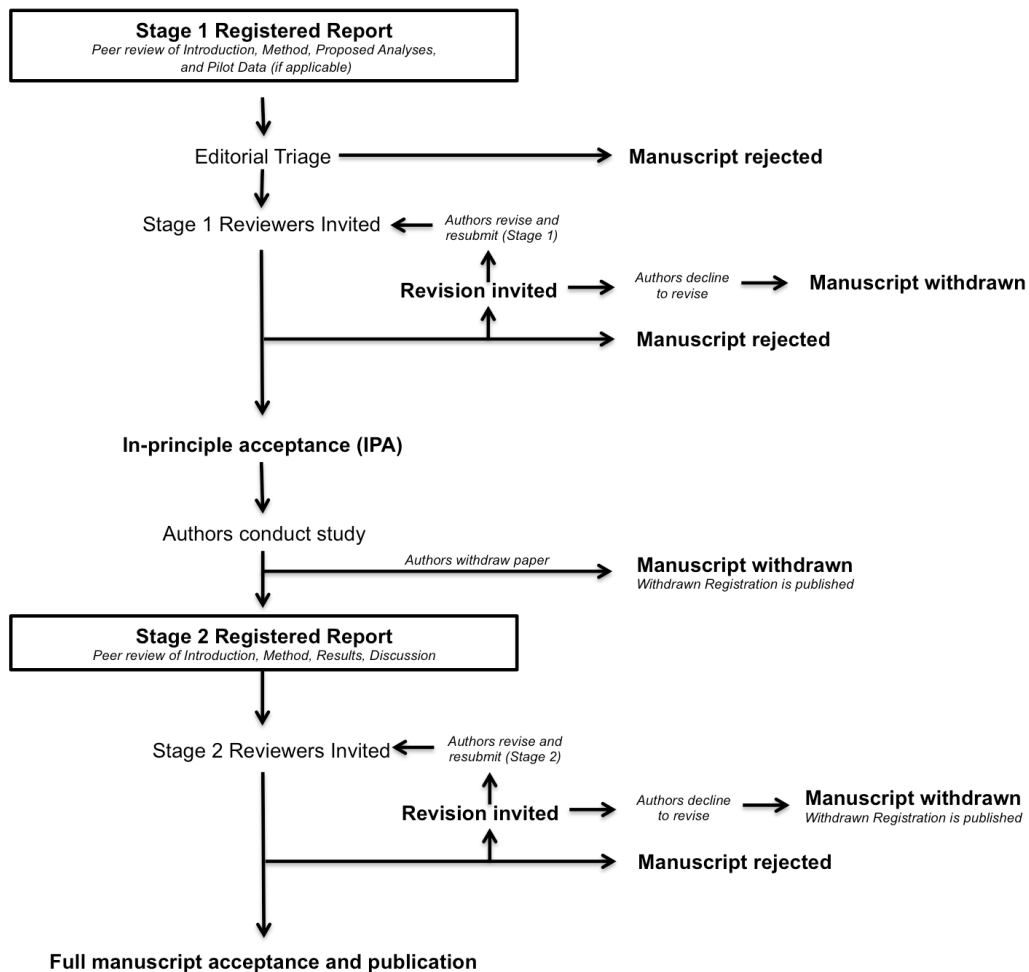 Stage 1 Registered Report
Peer review of Introduction, Method, Proposed Analyses,
and Pilot Data (if applicable)
Editorial Triage
Manuscript rejected
Stage 1 Reviewers Invited
Authors revise and
resubmit (Stage 1)
Revision invited
Authors decline
to revise
Manuscript withdrawn
Manuscript rejected
In-principle acceptance (IPA)
Authors conduct study
Authors withdraw paper
Manuscript withdrawn
Withdrawn Registration is published
Stage 2 Registered Report
Peer review of Introduction, Method, Results, Discussion
Stage 2 Reviewers Invited
Authors revise and
resubmit (Stage 2)
Revision invited
Authors decline
to revise
Manuscript withdrawn
Withdrawn Registration is published
Manuscript rejected
Full manuscript acceptance and publication